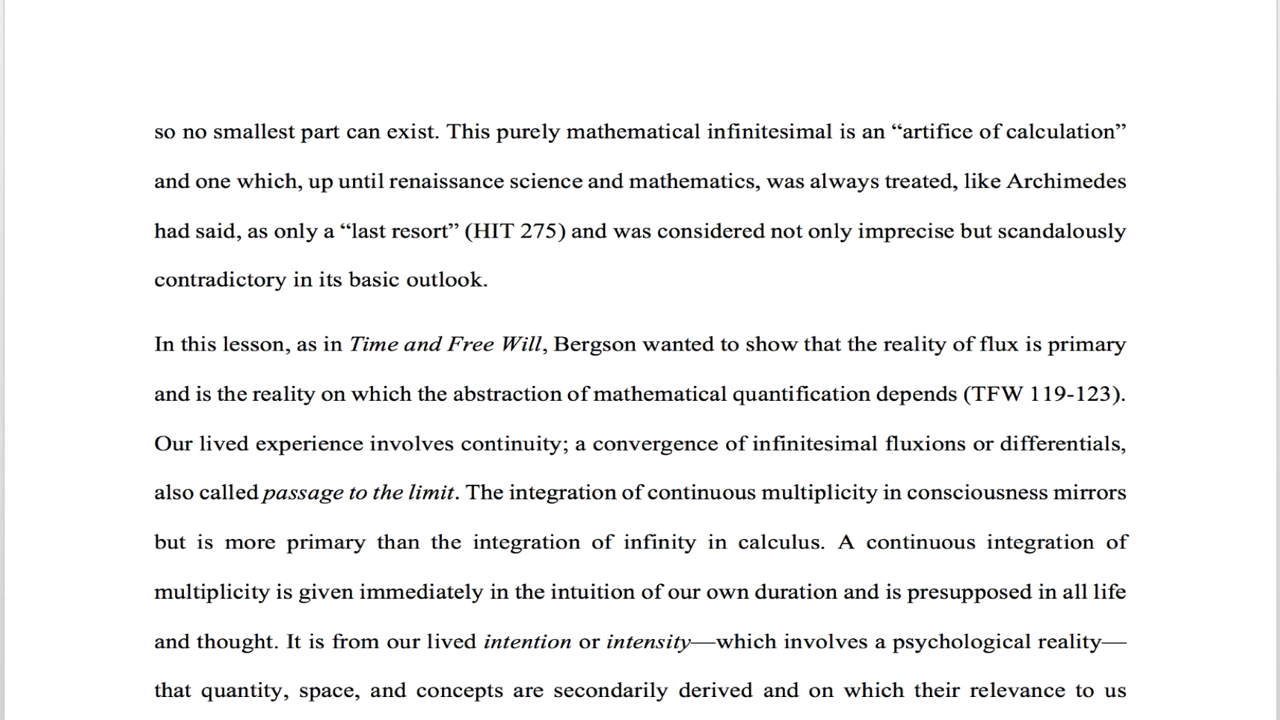 so no smallest part can exist. This purely mathematical infinitesimal is an “artifice of calculation”
and one which, up until renaissance science and mathematics, was always treated, like Archimedes
had said, as only a “last resort” (HIT 275) and was considered not only imprecise but scandalously
contradictory in its basic outlook.
In this lesson, as in Time and Free Will, Bergson wanted to show that the reality of flux is primary
and is the reality on which the abstraction of mathematical quantification depends (TFW 119-123).
Our lived experience involves continuity; a convergence of infinitesimal fluxions or differentials,
also called passage to the limit. The integration of continuous multiplicity in consciousness mirrors
but is more primary than the integration of infinity in calculus. A continuous integration of
multiplicity is given immediately in the intuition of our own duration and is presupposed in all life
and thought. It is from our lived intention or intensity—which involves a psychological reality—
that quantity, space, and concepts are secondarily derived and on which their relevance to us